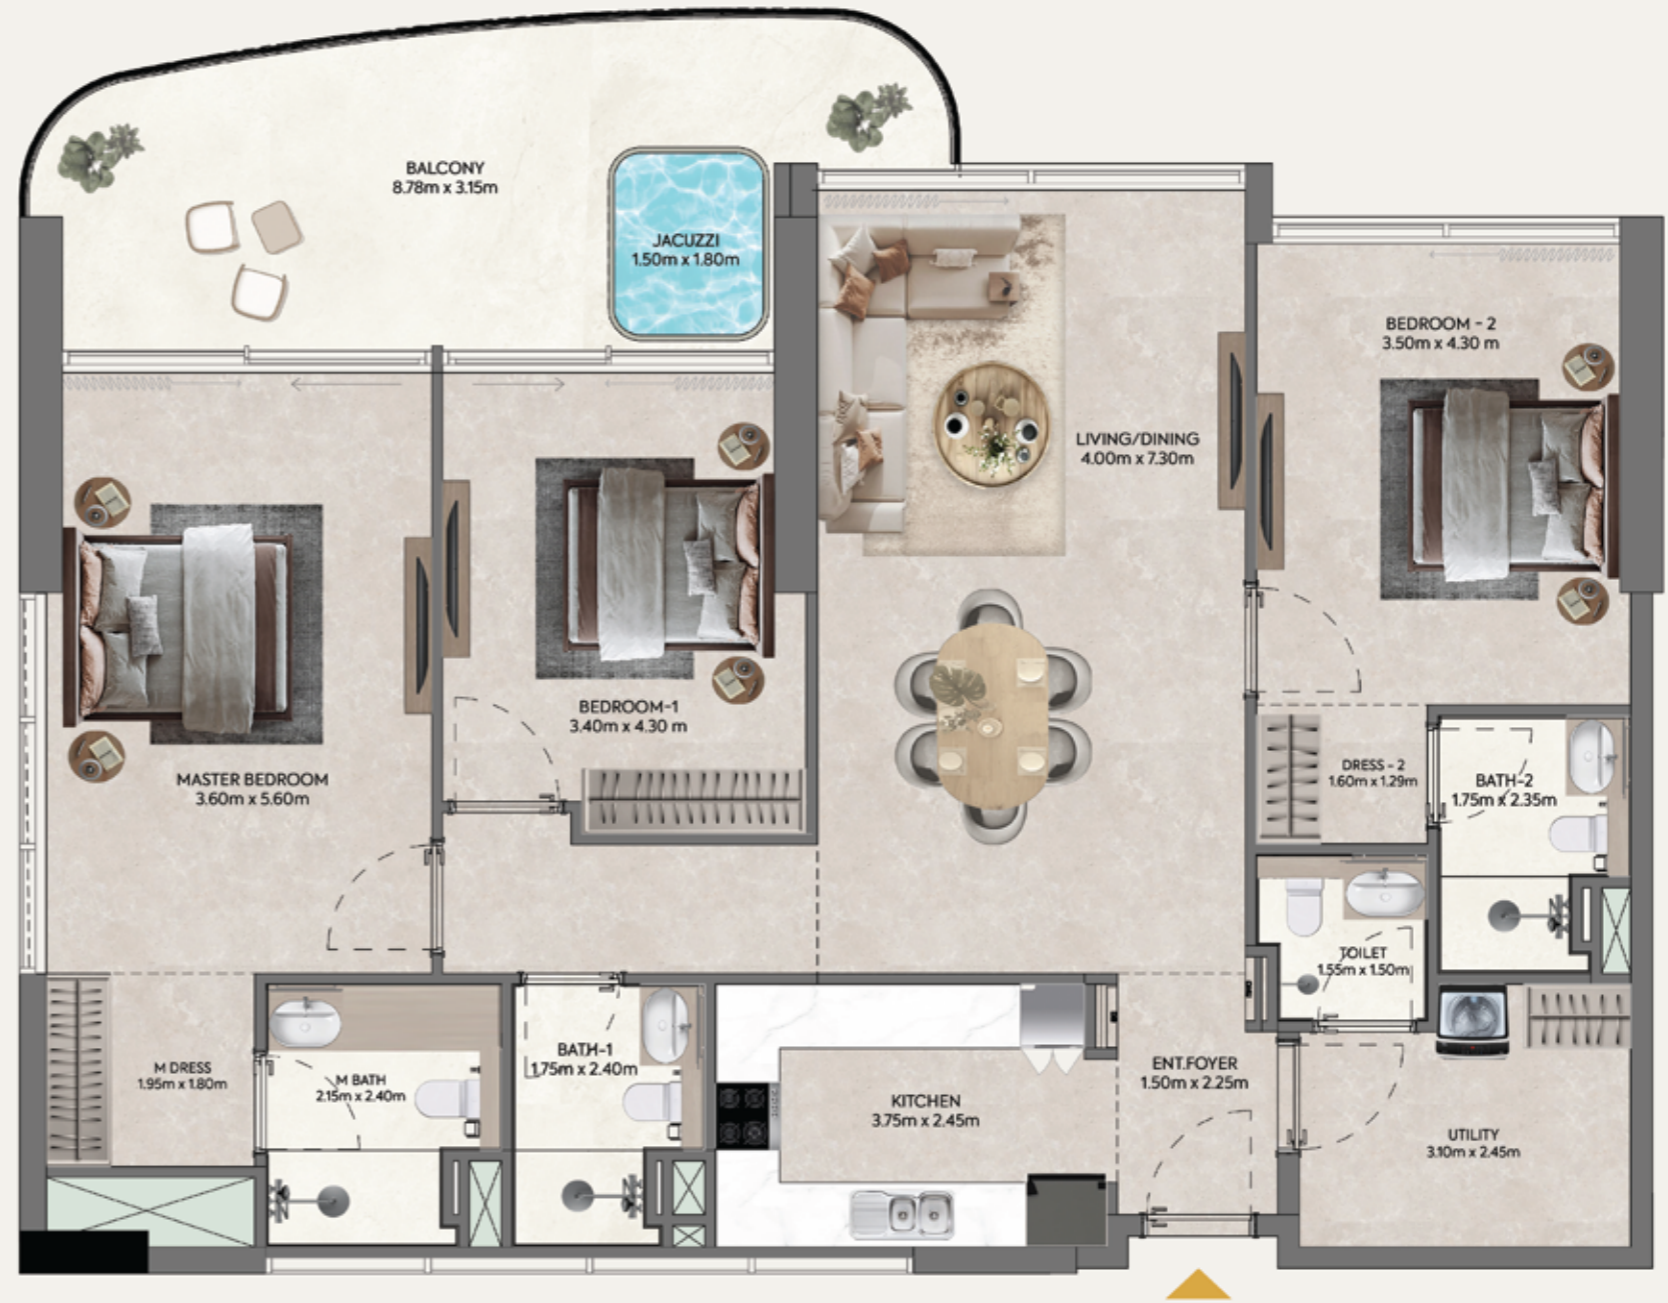 BALCONY
8.78m x 3.15m
JACUZZI
1.50m x 1.80m
BEDROOM - 2
3.50m x 4.30 m
LIVING/DINING
4.00m x 7.30m
BEDROOM-1
3.40m x 4.30 m
MASTER BEDROOM
3.60m x 5.60m
DRESS - 2
1.60m x 1.29m
BATH-2
1.75m x 2.35m
TOILET
1.55m x 1.50m
M DRESS
1.95m x 1.80m
M BATH
2.15m x 2.40m
BATH-1
1.75m x 2.40m
KITCHEN
3.75m x 2.45m
ENT.FOYER
1.50m x 2.25m
UTILITY
3.10m x 2.45m